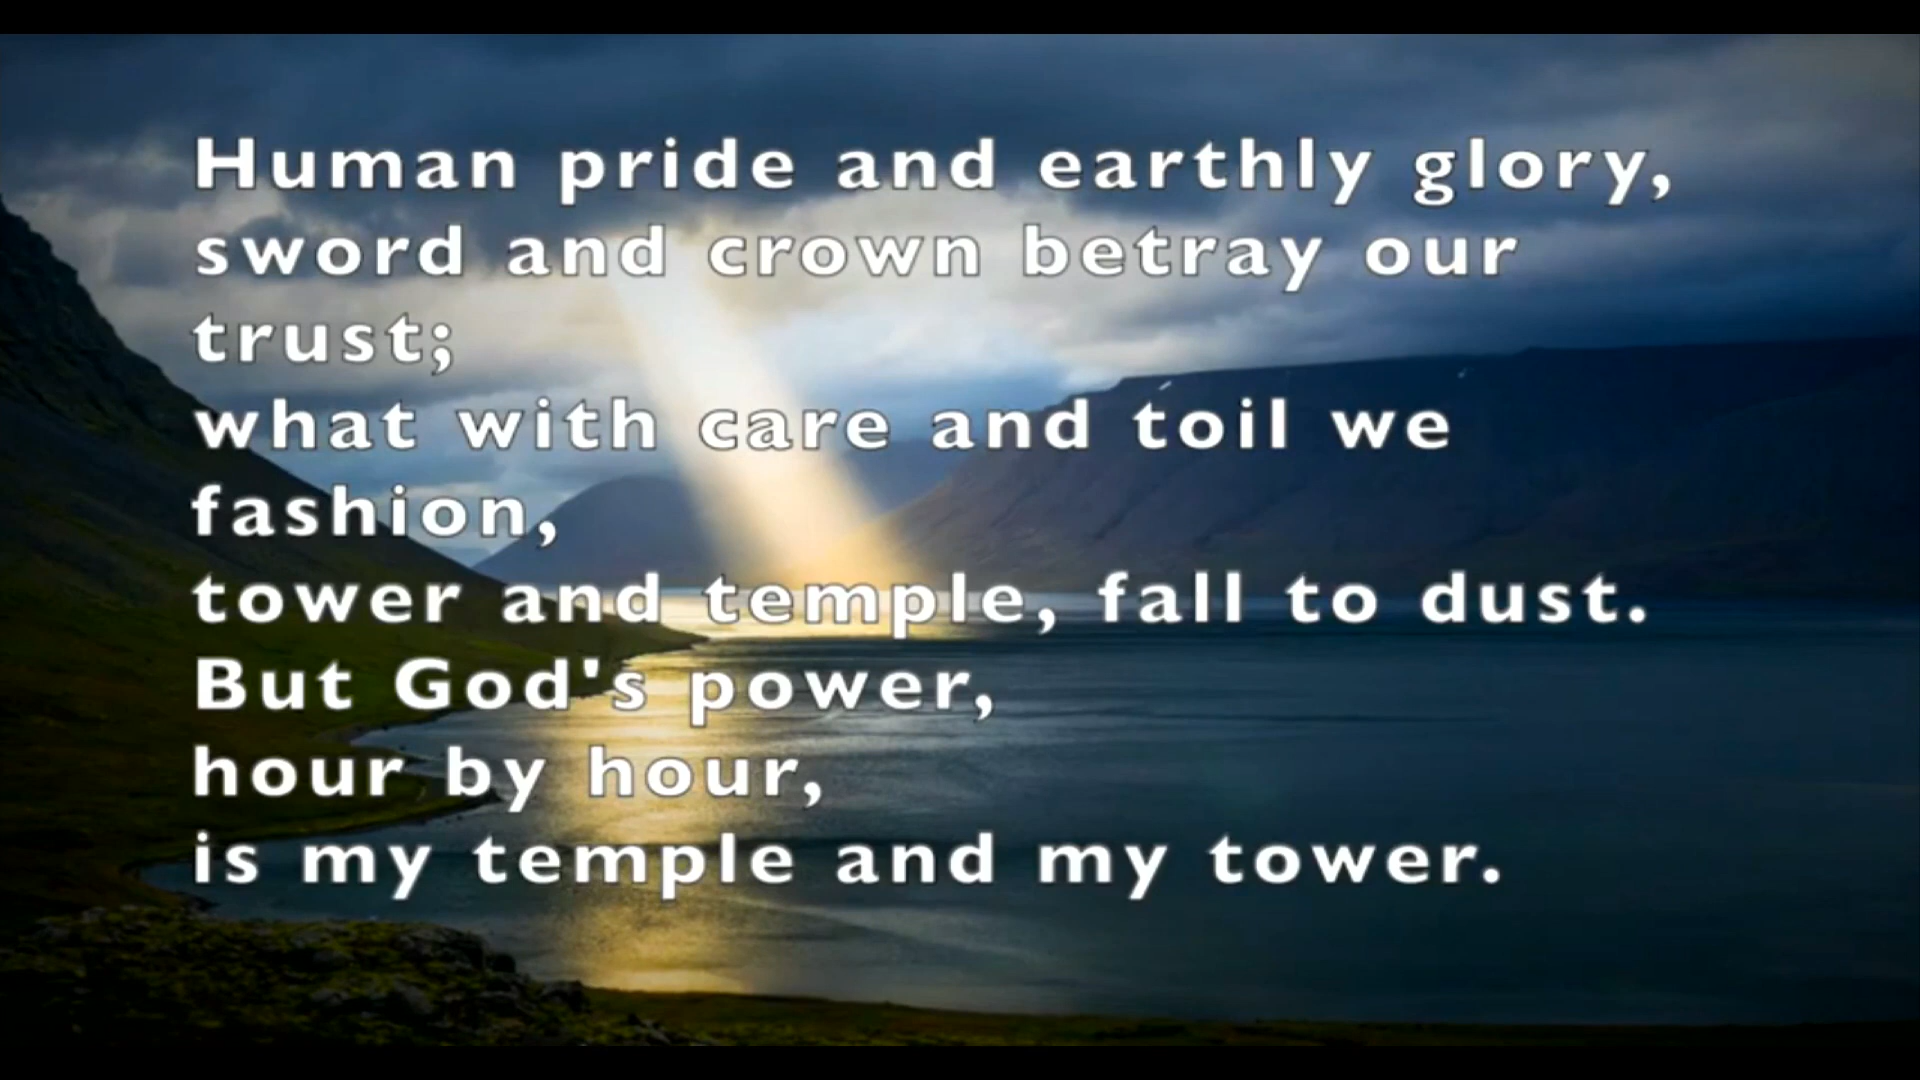 Human pride and earthly glory,
sword and crown betray our
trust;
what with care and toil we
fashion,
tower and temple, fall to dust.
But God's power,
hour by hour,
is my temple and my tower.